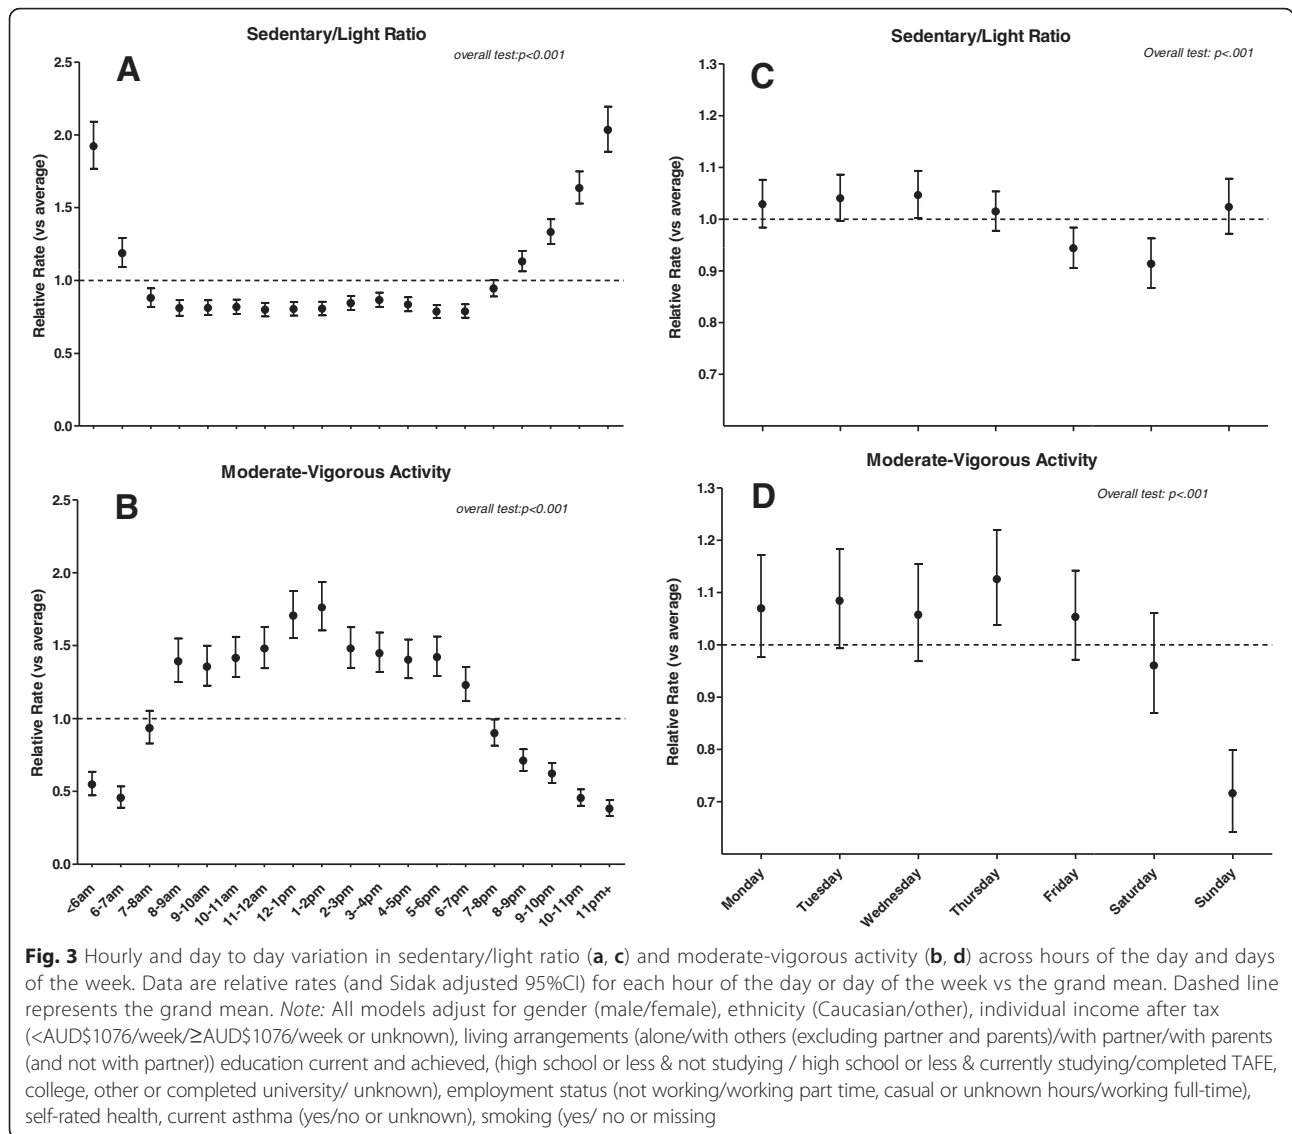 Sedentary/Light Ratio
overall test:p<0.001
A
Relative Rate (vs average)
2.5
2.0
1.5
1.0
0.5
0.0
Sedentary/Light Ratio
Overall test: p<.001
C
Relative Rate (vs average)
1.3
1.2
1.1
1.0
0.9
0.8
0.7
Moderate-Vigorous Activity
overall test:p<0.001
B
Relative Rate (vs average)
2.5
2.0
1.5
1.0
0.5
0.0
<6am
6-7am
7-8am
8-9am
9-10am
10-11am
11-12am
12-1pm
1-2pm
2-3pm
3-4pm
4-5pm
5-6pm
6-7pm
7-8pm
8-9pm
9-10pm
10-11pm
11pm+
Moderate-Vigorous Activity
Overall test: p<.001
D
Relative Rate (vs average)
1.3
1.2
1.1
1.0
0.9
0.8
0.7
Monday
Tuesday
Wednesday
Thursday
Friday
Saturday
Sunday
Fig. 3 Hourly and day to day variation in sedentary/light ratio (a, c) and moderate-vigorous activity (b, d) across hours of the day and days
of the week. Data are relative rates (and Sidak adjusted 95%CI) for each hour of the day or day of the week vs the grand mean. Dashed line
represents the grand mean. Note: All models adjust for gender (male/female), ethnicity (Caucasian/other), individual income after tax
(<AUD$1076/week/≥AUD$1076/week or unknown), living arrangements (alone/with others (excluding partner and parents)/with partner/with parents
(and not with partner)) education current and achieved, (high school or less & not studying / high school or less & currently studying/completed TAFE,
college, other or completed university/ unknown), employment status (not working/working part time, casual or unknown hours/working full-time),
self-rated health, current asthma (yes/no or unknown), smoking (yes/ no or missing